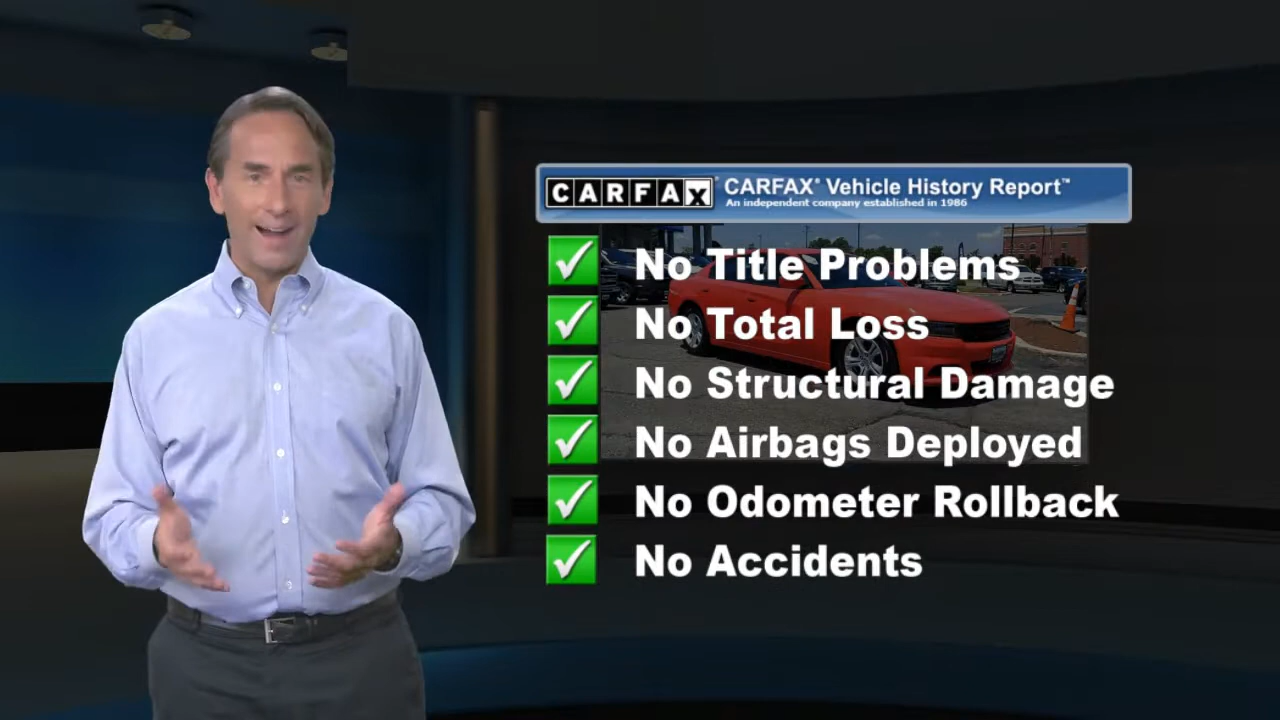 CARFAX
CARFAX® Vehicle History Report™
An independent company established in 1986
No Title Problems
No Total Loss
No Structural Damage
No Airbags Deployed
No Odometer Rollback
No Accidents